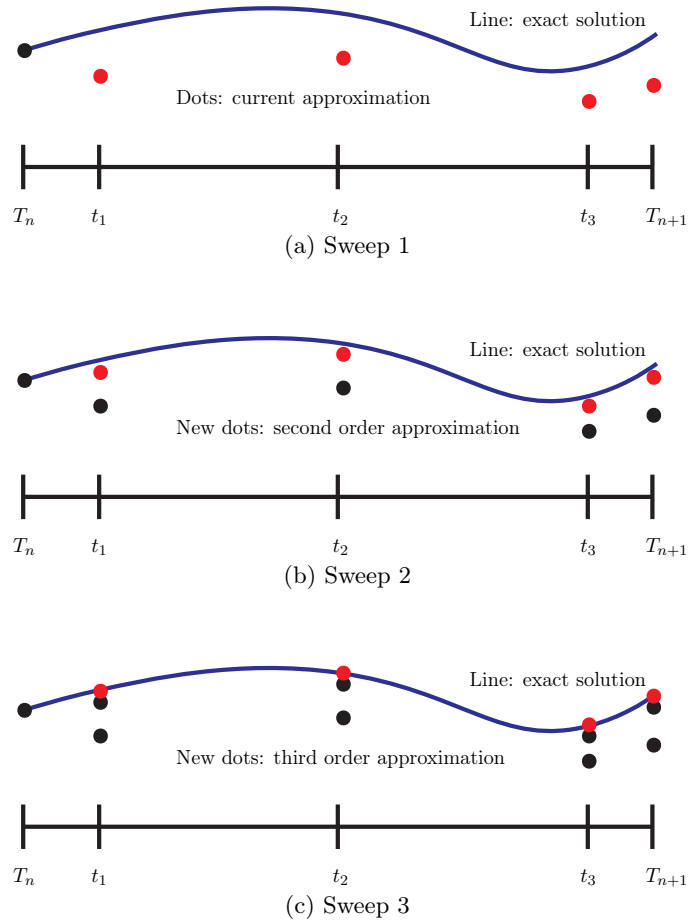 Line: exact solution
Dots: current approximation
T_n t_1 t_2 t_3 T_{n+1}
(a) Sweep 1
Line: exact solution
New dots: second order approximation
T_n t_1 t_2 t_3 T_{n+1}
(b) Sweep 2
Line: exact solution
New dots: third order approximation
T_n t_1 t_2 t_3 T_{n+1}
(c) Sweep 3